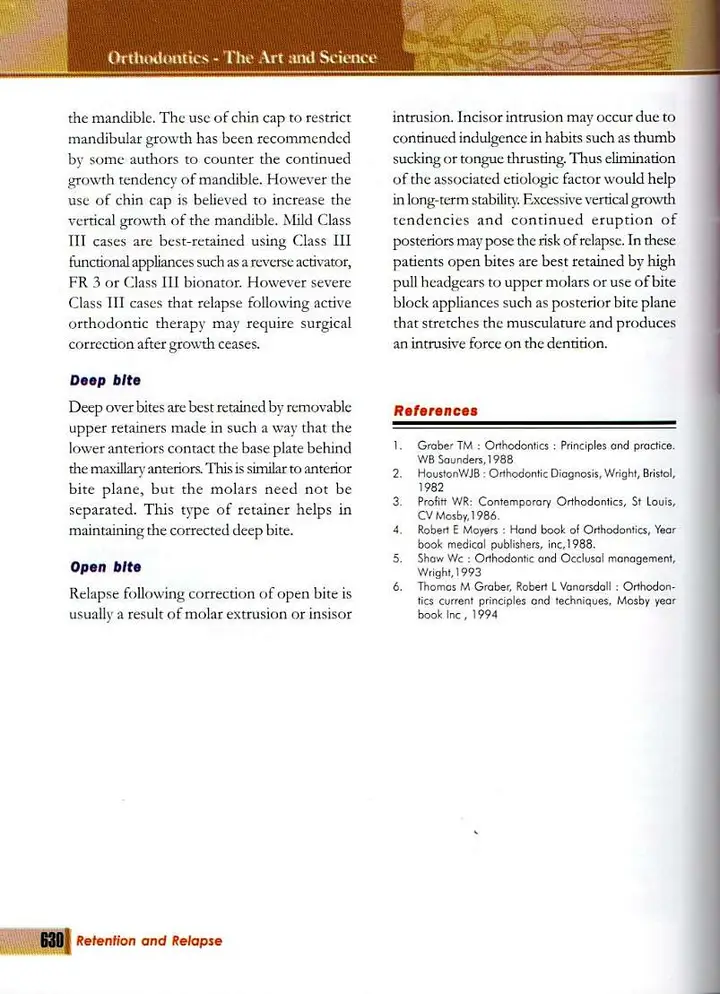 Orthodontics - The Art and Science
the mandible. The use of chin cap to restrict
mandibular growth has been recommended
by some authors to counter the continued
growth tendency of mandible. However the
use of chin cap is believed to increase the
vertical growth of the mandible. Mild Class
III cases are best-retained using Class III
functional appliances such as a reverse activator,
FR 3 or Class III bionator. However severe
Class III cases that relapse following active
orthodontic therapy may require surgical
correction after growth ceases.
Deep bite
Deep over bites are best retained by removable
upper retainers made in such a way that the
lower anteriors contact the base plate behind
the maxillary anteriors. This is similar to anterior
bite plane, but the molars need not be
separated. This type of retainer helps in
maintaining the corrected deep bite.
Open bite
Relapse following correction of open bite is
usually a result of molar extrusion or insisor
intrusion. Incisor intrusion may occur due to
continued indulgence in habits such as thumb
sucking or tongue thrusting. Thus elimination
of the associated etiologic factor would help
in long-term stability. Excessive vertical growth
tendencies and continued eruption of
posteriors may pose the risk of relapse. In these
patients open bites are best retained by high
pull headgears to upper molars or use of bite
block appliances such as posterior bite plane
that stretches the musculature and produces
an intrusive force on the dentition.
References
1. Graber TM : Orthodontics : Principles and practice.
WB Saunders,1988
2. HoustonWJB : Orthodontic Diagnosis, Wright, Bristol,
1982
3. Profitt WR: Contemporary Orthodontics, St Louis,
CV Mosby,1986.
4. Robert E Moyers : Hand book of Orthodontics, Year
book medical publishers, inc,1988.
5. Shaw Wc : Orthodontic and Occlusal management,
Wright,1993
6. Thomas M Graber, Robert L Vanarsdall : Orthodon-
tics current principles and techniques, Mosby year
book Inc , 1994
630 Retention and Relapse